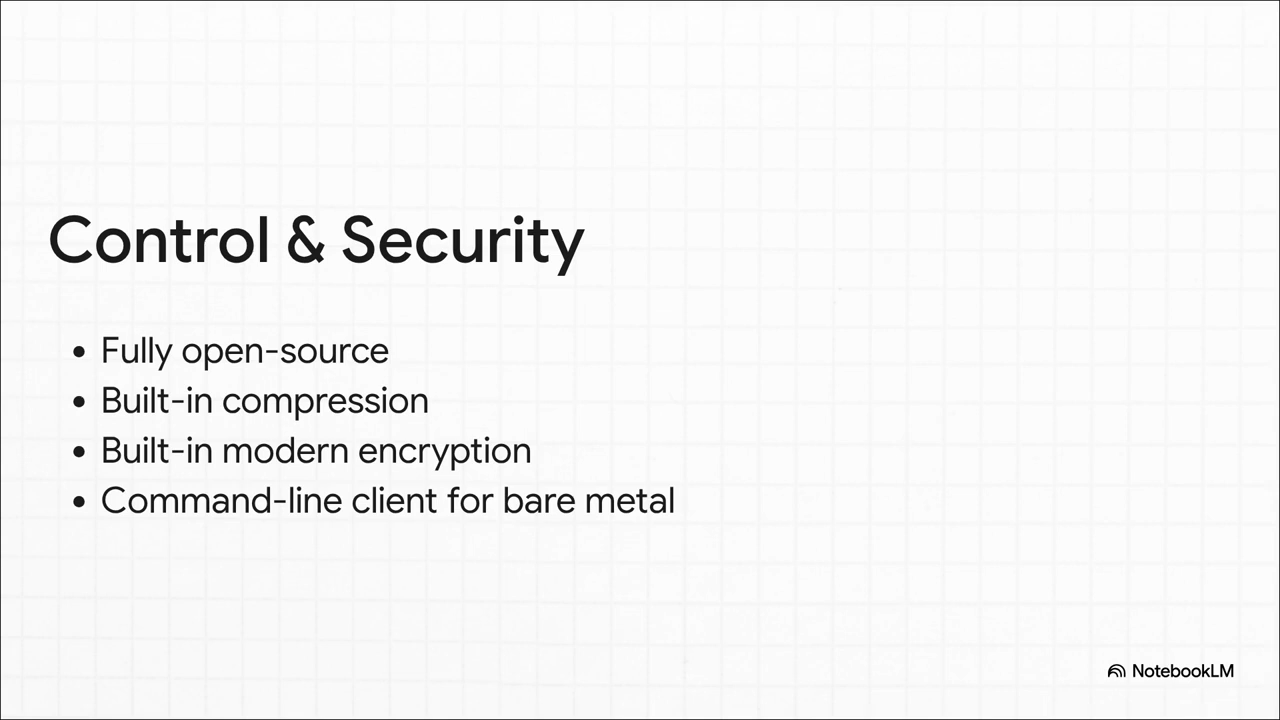 Control & Security
• Fully open-source
• Built-in compression
• Built-in modern encryption
• Command-line client for bare metal
NotebookLM